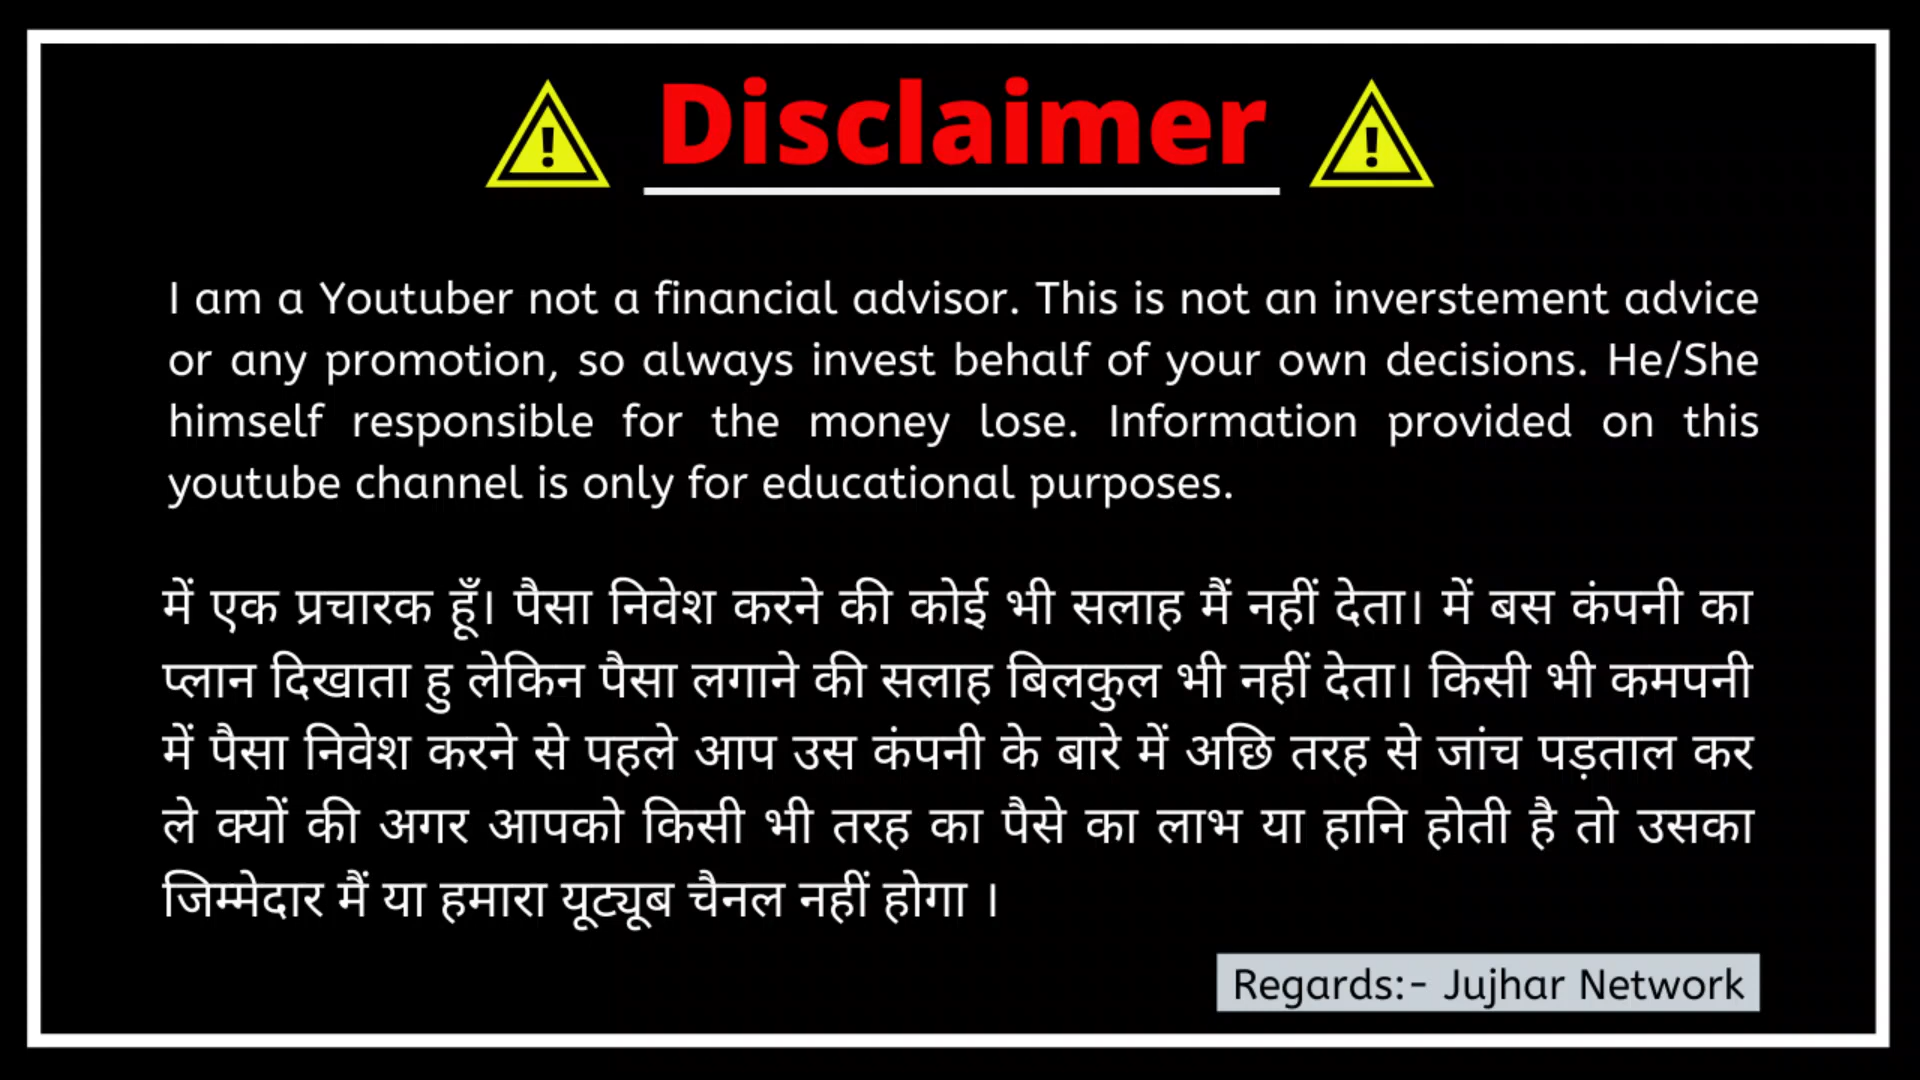 Disclaimer
I am a Youtuber not a financial advisor. This is not an inverstement advice
or any promotion, so always invest behalf of your own decisions. He/She
himself responsible for the money lose. Information provided on this
youtube channel is only for educational purposes.
में एक प्रचारक हूँ। पैसा निवेश करने की कोई भी सलाह मैं नहीं देता। में बस कंपनी का
प्लान दिखाता हु लेकिन पैसा लगाने की सलाह बिलकुल भी नहीं देता। किसी भी कमपनी
में पैसा निवेश करने से पहले आप उस कंपनी के बारे में अछि तरह से जांच पड़ताल कर
ले क्यों की अगर आपको किसी भी तरह का पैसे का लाभ या हानि होती है तो उसका
जिम्मेदार मैं या हमारा यूट्यूब चैनल नहीं होगा ।
Regards:- Jujhar Network